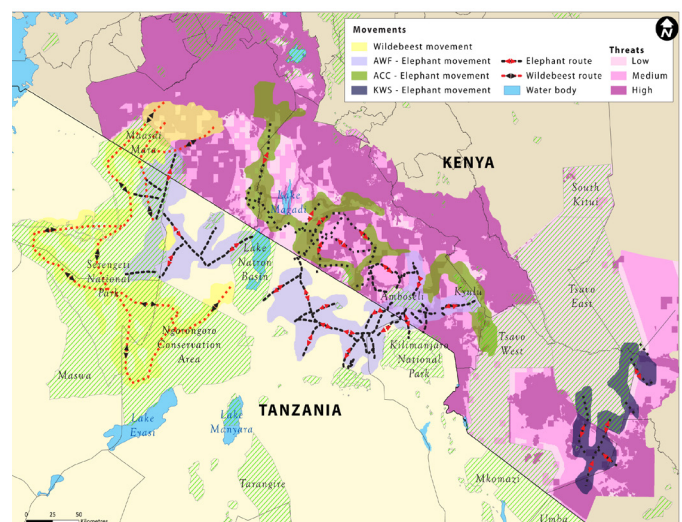 Movements
Wildebeest movement
AWF - Elephant movement
ACC - Elephant movement
KWS - Elephant movement
Elephant route
Wildebeest route
Water body
Threats
Low
Medium
High
N
Maasai
Mara
KENYA
South
Kitui
Lake
Magadi
Lake
Natron
Basin
Serengeti
National
Park
Amboseli
Kyulu
Tsavo
East
Ngorongoro
Conservation
Area
Kilimanjaro
National
Park
Tsavo
West
Maswa
TANZANIA
Lake
Eyasi
Lake
Manyara
Tarangire
Mkomazi
Umba
0 25 50
Kilometres